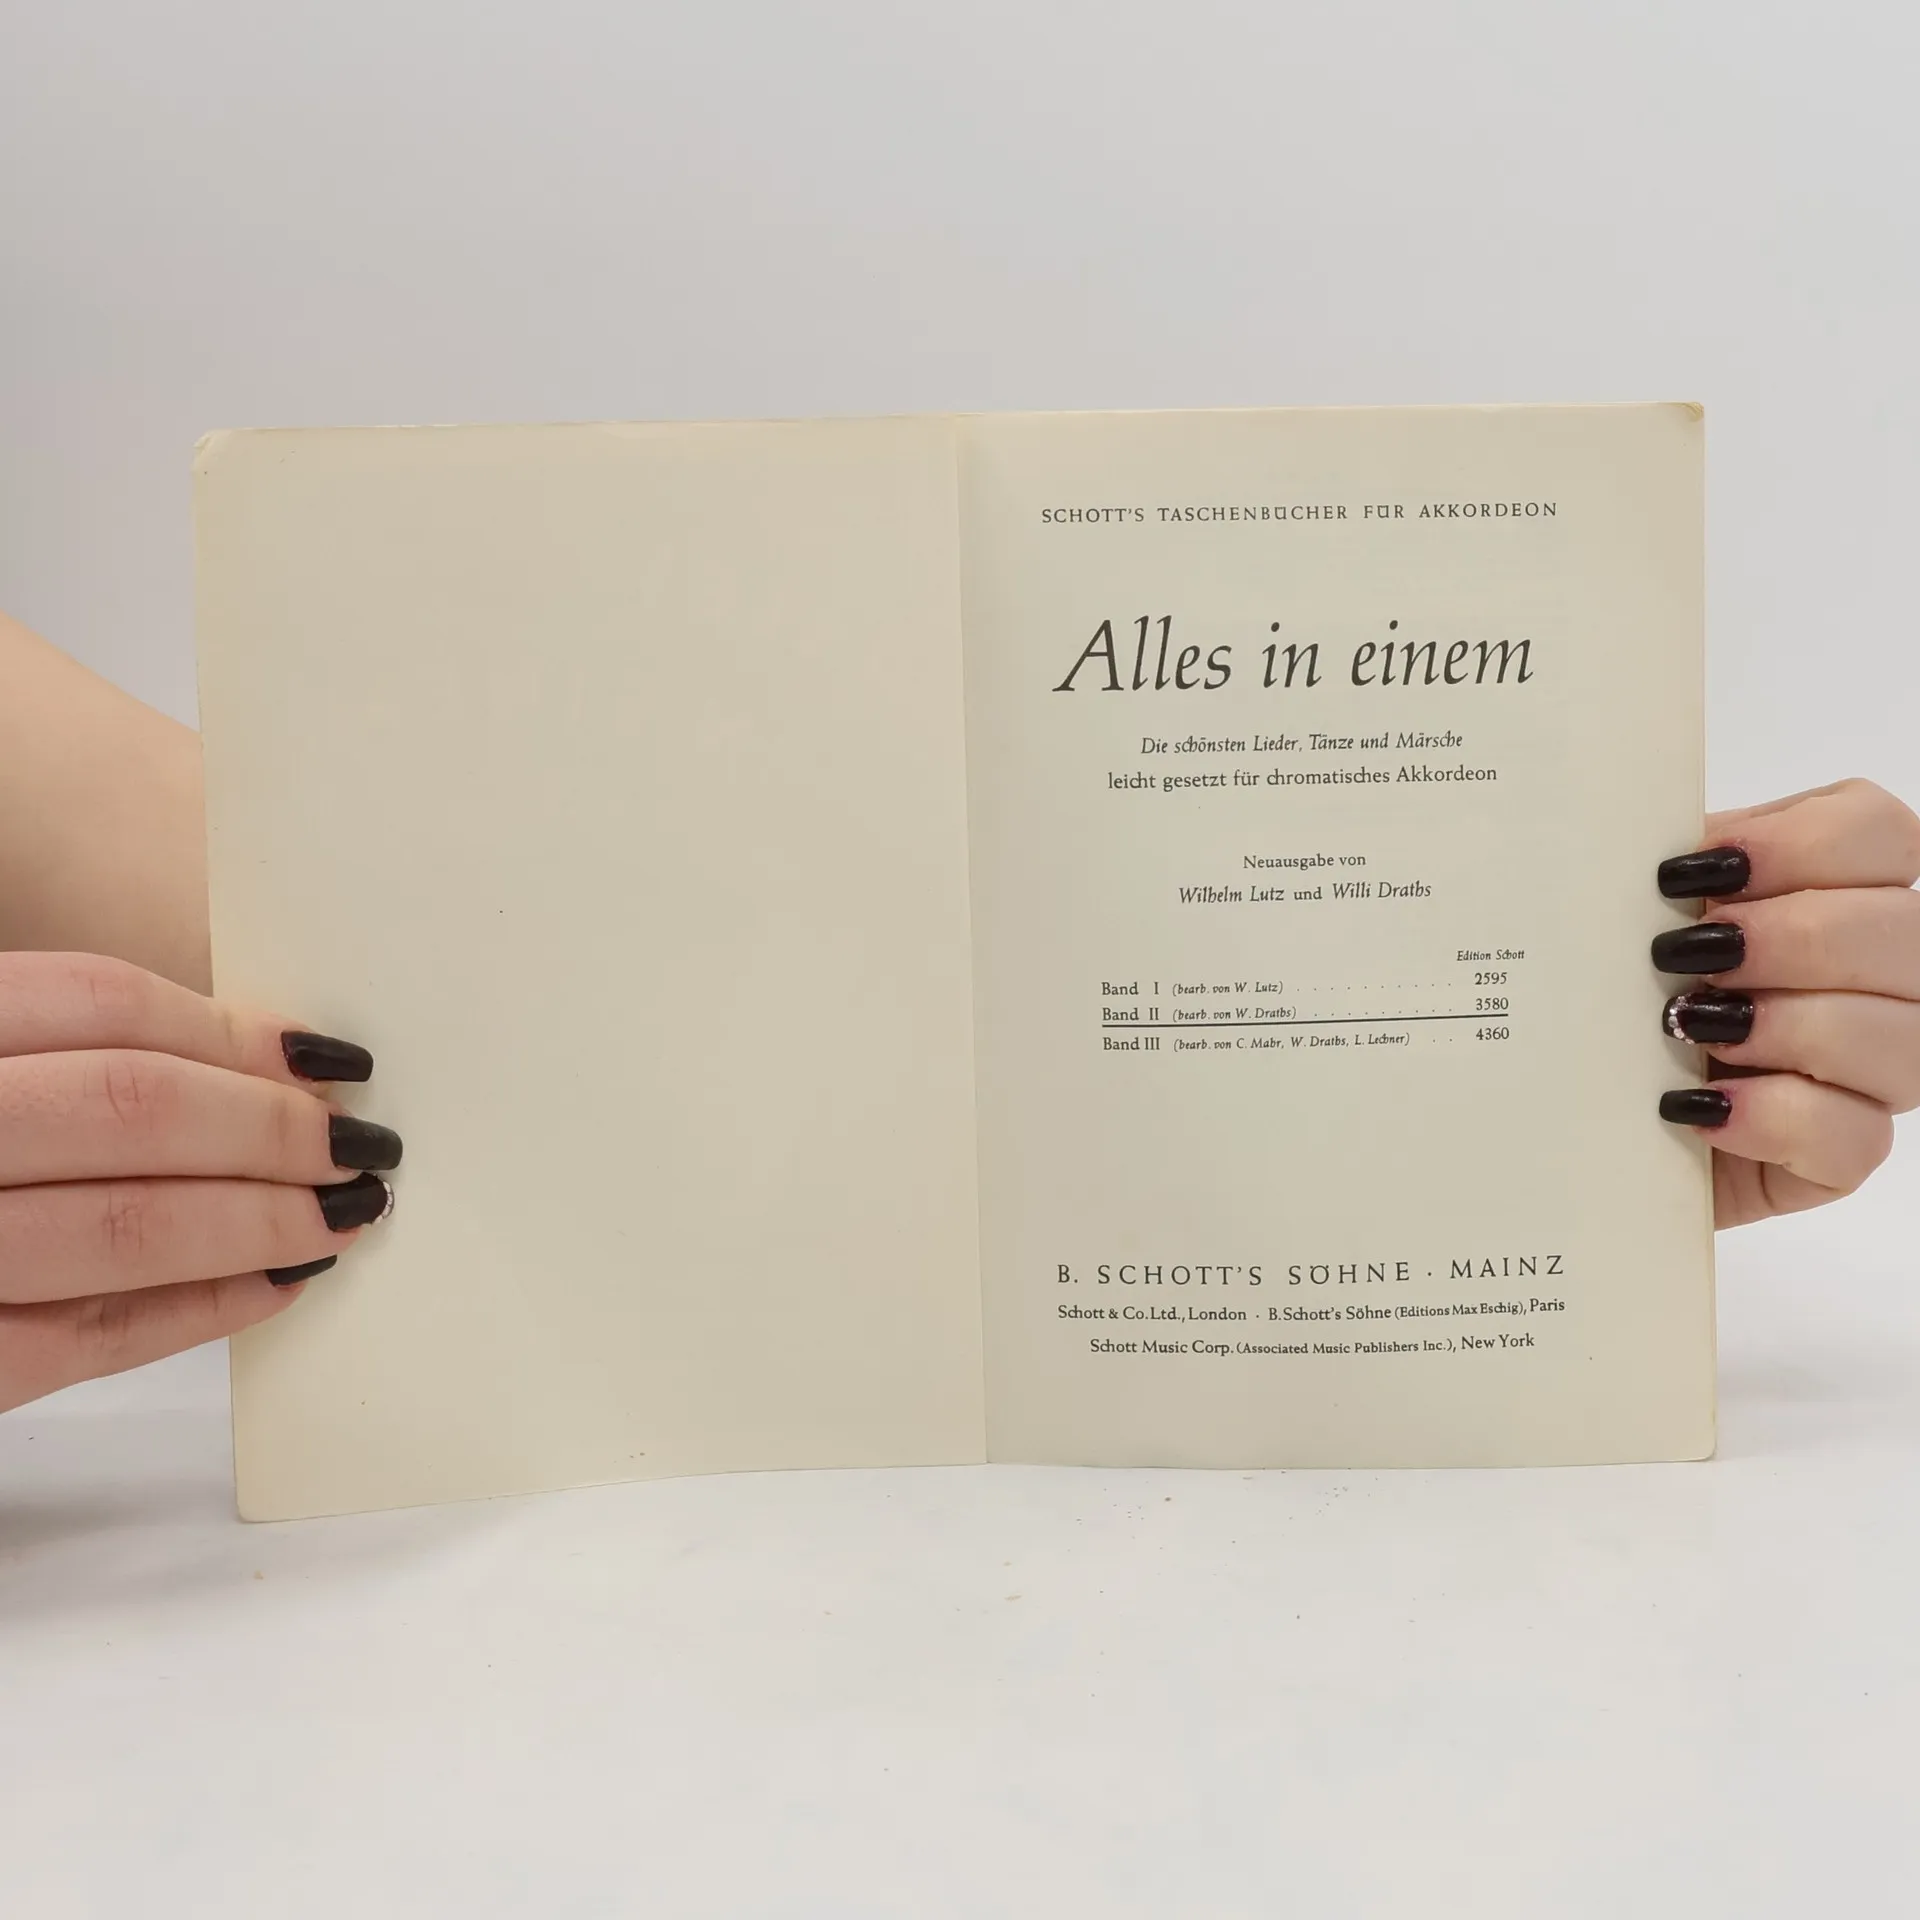 SCHOTT'S TASCHENBÜCHER FÜR AKKORDEON
Alles in einem
Die schönsten Lieder, Tänze und Märsche
leicht gesetzt für chromatisches Akkordeon
Neuausgabe von
Wilhelm Lutz und Willi Draths
Edition Schott
Band I (bearb. von W. Lutz) . . . . . . . . . . 2595
Band II (bearb. von W. Draths) . . . . . . . . . 3580
Band III (bearb. von C. Mahr, W. Draths, L. Lechner) . . 4360
B. SCHOTT'S SÖHNE · MAINZ
Schott & Co. Ltd., London · B. Schott's Söhne (Editions Max Eschig), Paris
Schott Music Corp. (Associated Music Publishers Inc.), New York